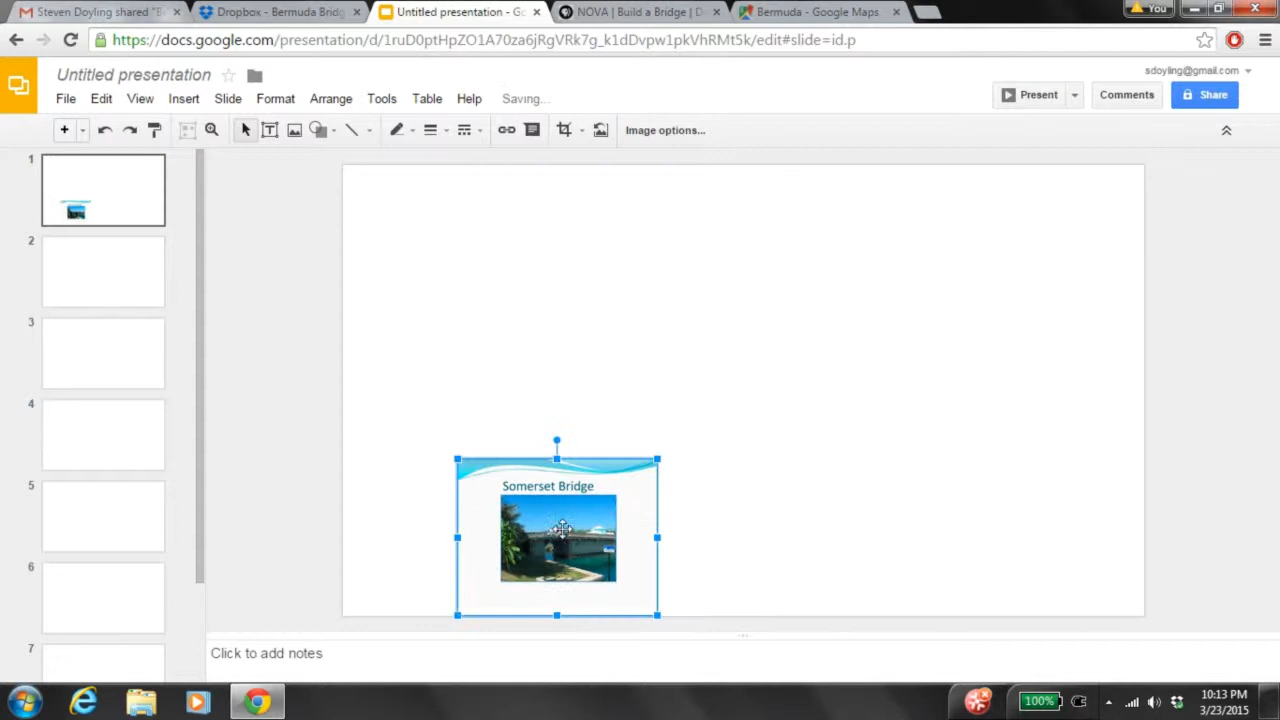 Steven Doyling shared "B
Dropbox - Bermuda Bridg
Untitled presentation - Go
NOVA | Build a Bridge | D
Bermuda - Google Maps
You
https://docs.google.com/presentation/d/1ruD0ptHpZO1A70za6jRgVRk7g_k1dDvpw1pkVhRMt5k/edit#slide=id.p
Untitled presentation
sdoyling@gmail.com
File Edit View Insert Slide Format Arrange Tools Table Help Saving...
Present Comments Share
Image options...
1
2
3
4
5
6
7
Somerset Bridge
Click to add notes
100%
10:13 PM
3/23/2015